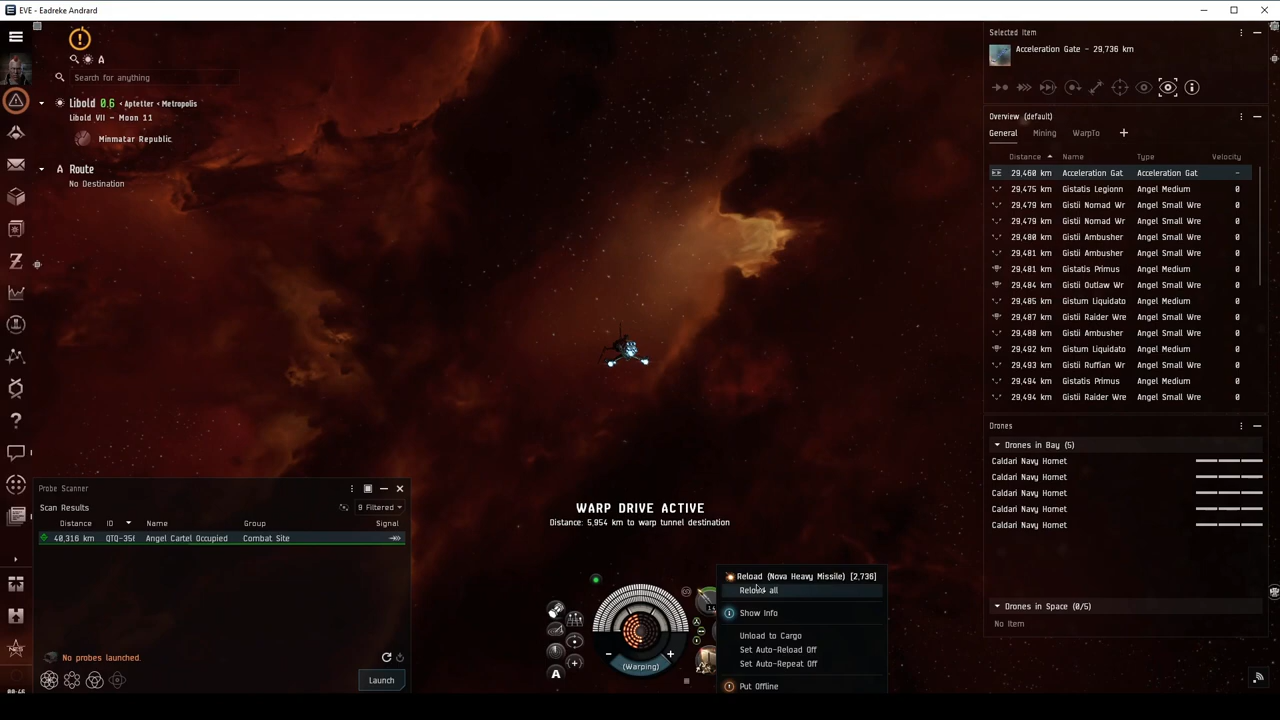 EVE - Eadreke Andrard
A
Search for anything
Libold 0.6 < Aptetter < Metropolis
Libold VII - Moon 11
Minmatar Republic
A Route
No Destination
Selected Item
Acceleration Gate - 29,736 km
Overview (default)
General Mining WarpTo +
Distance Name Type Velocity
29,460 km Acceleration Gat Acceleration Gat -
29,475 km Gistatis Legionn Angel Medium 0
29,479 km Gistii Nomad Wr Angel Small Wre 0
29,479 km Gistii Nomad Wr Angel Small Wre 0
29,480 km Gistii Ambusher Angel Small Wre 0
29,481 km Gistii Ambusher Angel Small Wre 0
29,481 km Gistatis Primus Angel Medium 0
29,484 km Gistii Outlaw Wr Angel Small Wre 0
29,485 km Gistum Liquidato Angel Medium 0
29,487 km Gistii Raider Wre Angel Small Wre 0
29,488 km Gistii Ambusher Angel Small Wre 0
29,492 km Gistum Liquidato Angel Medium 0
29,493 km Gistii Ruffian Wr Angel Small Wre 0
29,494 km Gistatis Primus Angel Medium 0
29,494 km Gistii Raider Wre Angel Small Wre 0
Drones
Drones in Bay (5)
Caldari Navy Hornet
Caldari Navy Hornet
Caldari Navy Hornet
Caldari Navy Hornet
Caldari Navy Hornet
Drones in Space (0/5)
No Item
Probe Scanner
Scan Results 9 Filtered
Distance ID Name Group Signal
40,316 km Angel Cartel Occupied Combat Site
No probes launched.
Launch
WARP DRIVE ACTIVE
Distance: 5,954 km to warp tunnel destination
(Warping)
A
Reload (Nova Heavy Missile) [2,736]
Reload all
Show Info
Unload to Cargo
Set Auto-Reload Off
Set Auto-Repeat Off
Put Offline